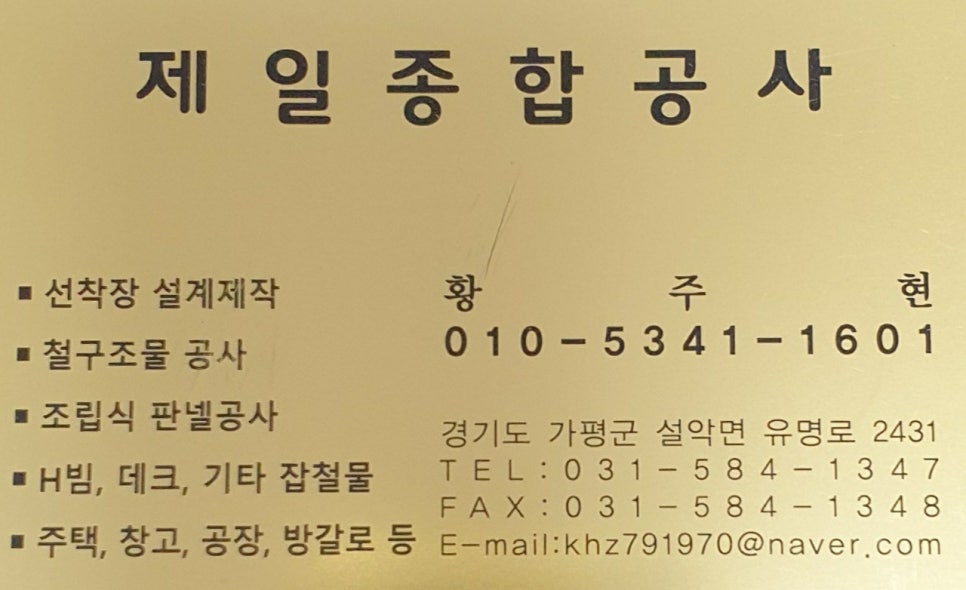 제일종합공사
▪ 선착장 설계제작
▪ 철구조물 공사
▪ 조립식 판넬공사
▪ H빔, 데크, 기타 잡철물
▪ 주택, 창고, 공장, 방갈로 등
황주현
010-5341-1601
경기도 가평군 설악면 유명로 2431
TEL:031-584-1347
FAX:031-584-1348
E-mail:khz791970@naver.com